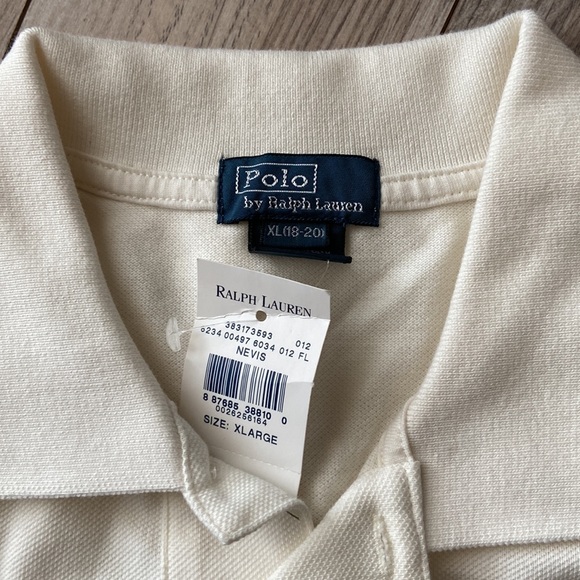 Polo
by Ralph Lauren
XL(18-20)
RALPH LAUREN
383173593 012
6234 00497 6034 012 FL
NEVIS
8 87685 38810 0
0026256164
SIZE: XLARGE